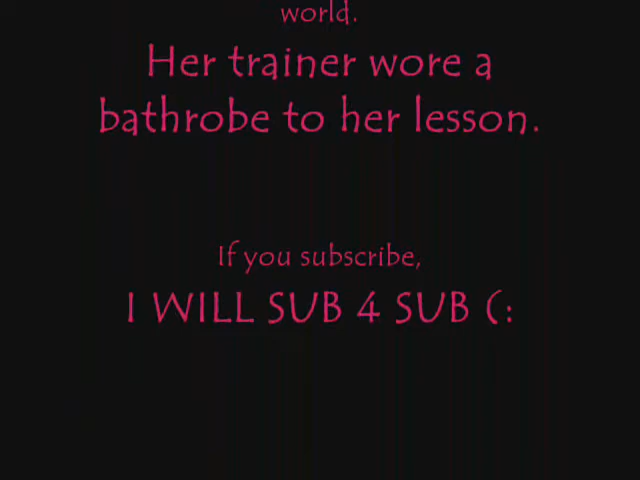 world.
Her trainer wore a
bathrobe to her lesson.
If you subscribe,
I WILL SUB 4 SUB (: